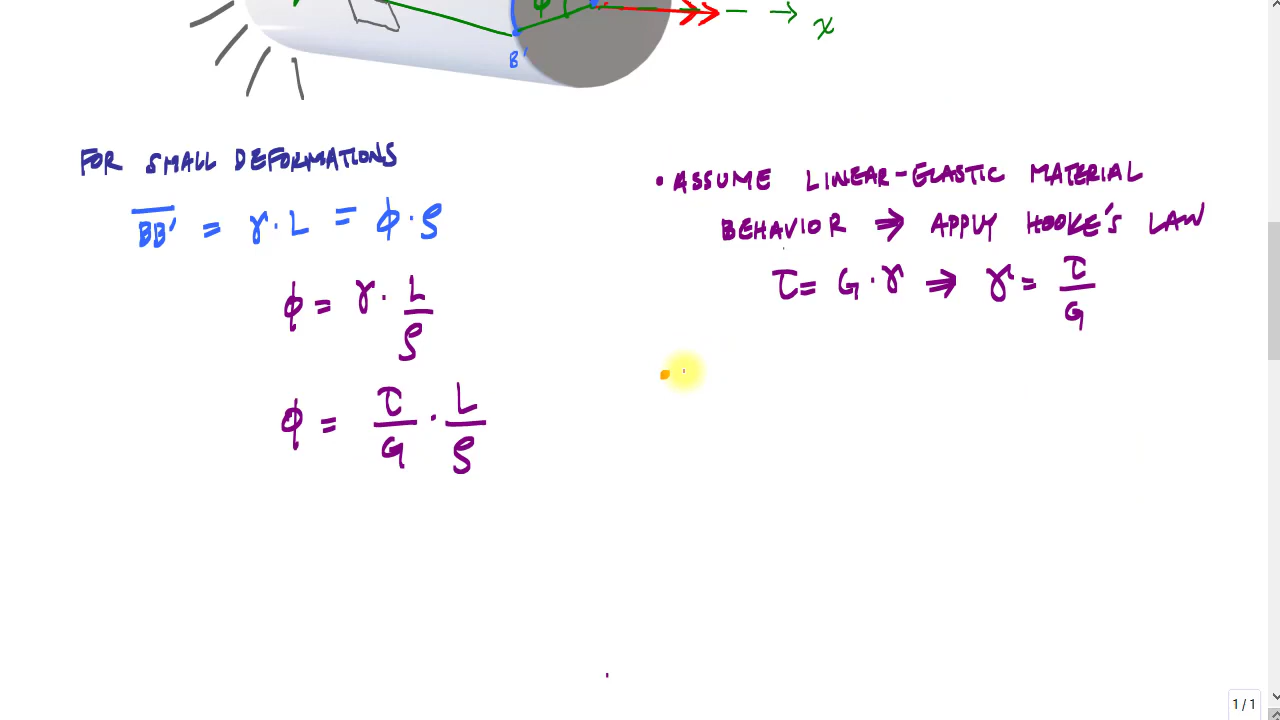 φ
x
B'
FOR SMALL DEFORMATIONS
BB' = γ · L = φ · ρ
φ = γ · L/ρ
φ = τ/G · L/ρ
• ASSUME LINEAR-ELASTIC MATERIAL
BEHAVIOR ⇒ APPLY HOOKE'S LAW
τ = G · γ ⇒ γ = τ/G
1 / 1